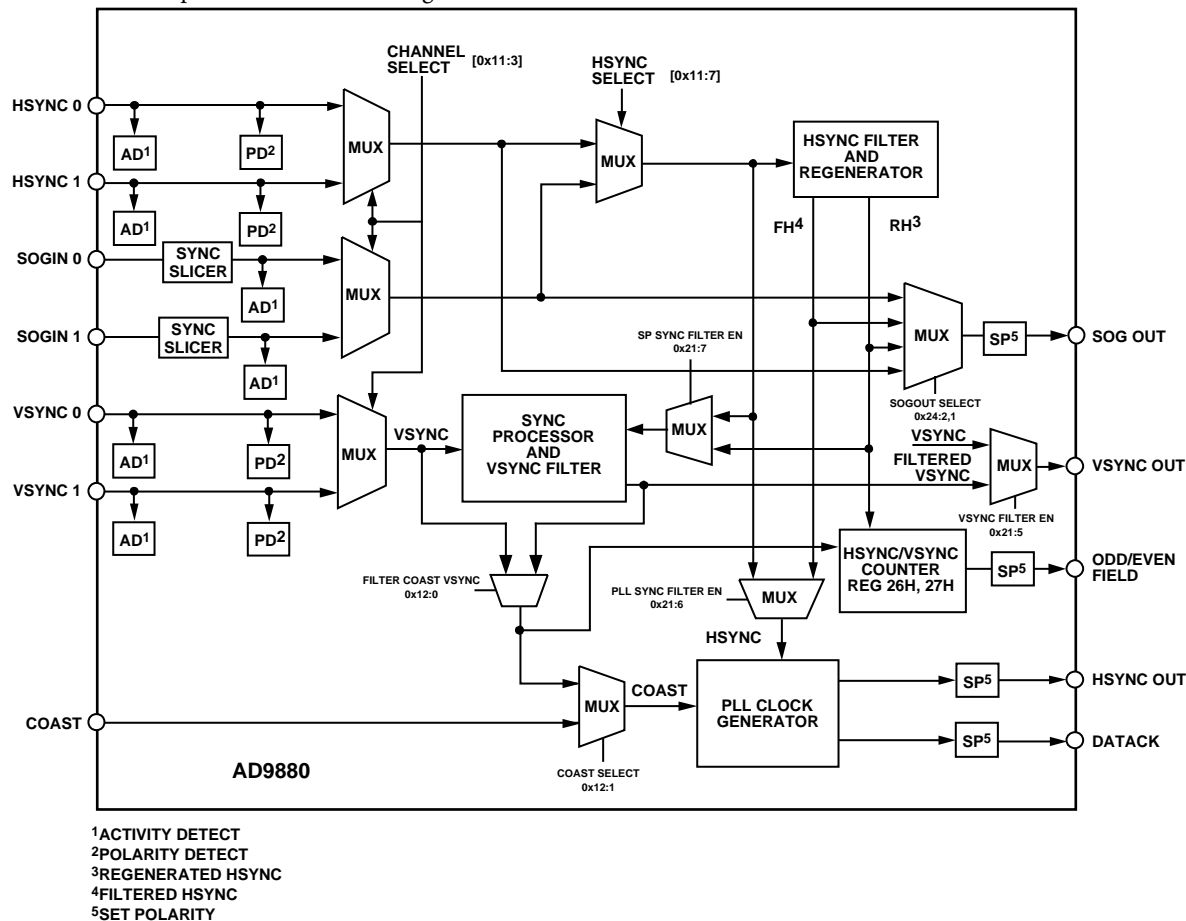 CHANNEL
SELECT [0x11:3]
HSYNC
SELECT [0x11:7]
HSYNC 0
AD1
PD2
MUX
MUX
HSYNC FILTER
AND
REGENERATOR
HSYNC 1
AD1
PD2
FH4
RH3
SOGIN 0
SYNC
SLICER
AD1
MUX
SOGIN 1
SYNC
SLICER
AD1
SP SYNC FILTER EN
0x21:7
MUX
SP5
SOG OUT
SOGOUT SELECT
0x24:2,1
VSYNC 0
AD1
PD2
MUX
VSYNC
SYNC
PROCESSOR
AND
VSYNC FILTER
MUX
VSYNC
FILTERED
VSYNC
MUX
VSYNC OUT
VSYNC FILTER EN
0x21:5
VSYNC 1
AD1
PD2
FILTER COAST VSYNC
0x12:0
PLL SYNC FILTER EN
0x21:6
MUX
HSYNC
HSYNC/VSYNC
COUNTER
REG 26H, 27H
SP5
ODD/EVEN
FIELD
COAST
MUX
COAST
COAST SELECT
0x12:1
PLL CLOCK
GENERATOR
SP5
HSYNC OUT
SP5
DATACK
AD9880
1ACTIVITY DETECT
2POLARITY DETECT
3REGENERATED HSYNC
4FILTERED HSYNC
5SET POLARITY